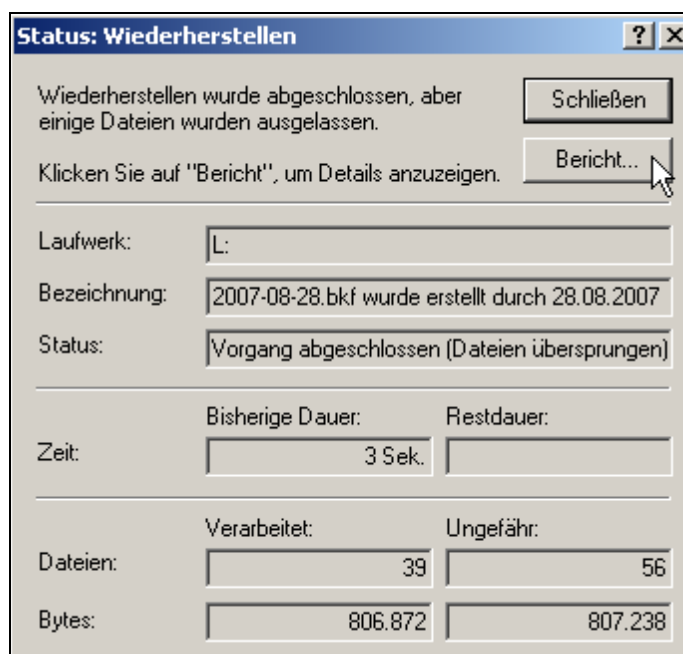 Status: Wiederherstellen
Wiederherstellen wurde abgeschlossen, aber
einige Dateien wurden ausgelassen.
Schließen
Klicken Sie auf "Bericht", um Details anzuzeigen.
Bericht...
Laufwerk: L:
Bezeichnung: 2007-08-28.bkf wurde erstellt durch 28.08.2007
Status: Vorgang abgeschlossen (Dateien übersprungen)
Bisherige Dauer: Restdauer:
Zeit: 3 Sek.
Verarbeitet: Ungefähr:
Dateien: 39 56
Bytes: 806.872 807.238